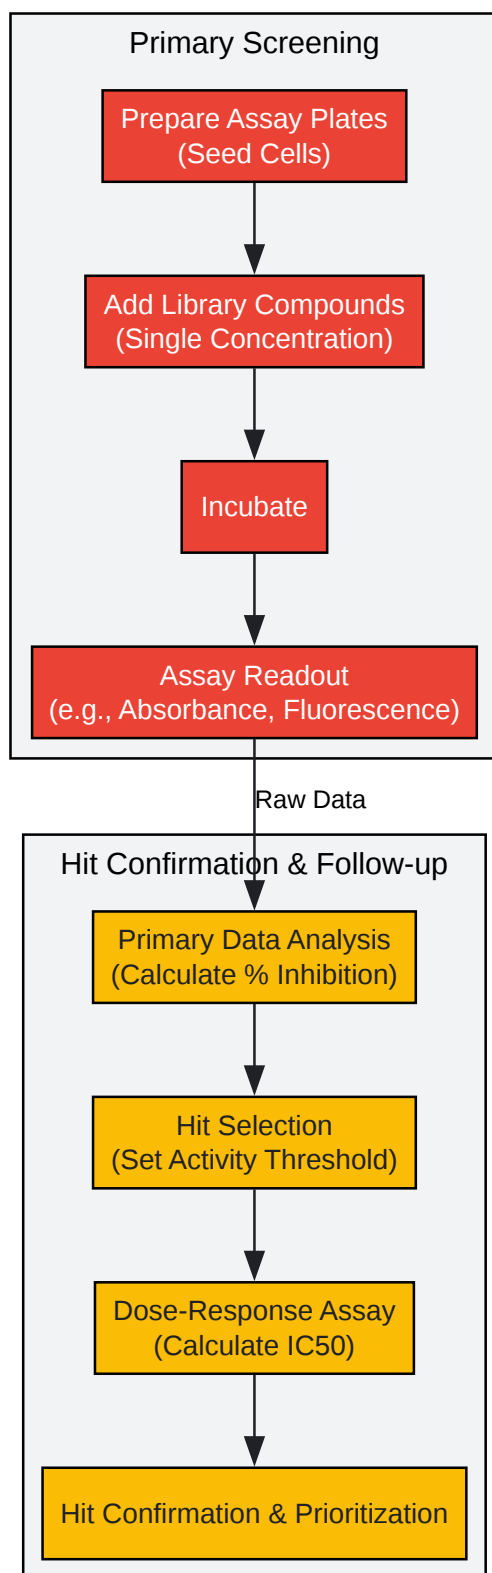 Primary Screening
Prepare Assay Plates
(Seed Cells)
Add Library Compounds
(Single Concentration)
Incubate
Assay Readout
(e.g., Absorbance, Fluorescence)
Raw Data
Hit Confirmation & Follow-up
Primary Data Analysis
(Calculate % Inhibition)
Hit Selection
(Set Activity Threshold)
Dose-Response Assay
(Calculate IC50)
Hit Confirmation & Prioritization